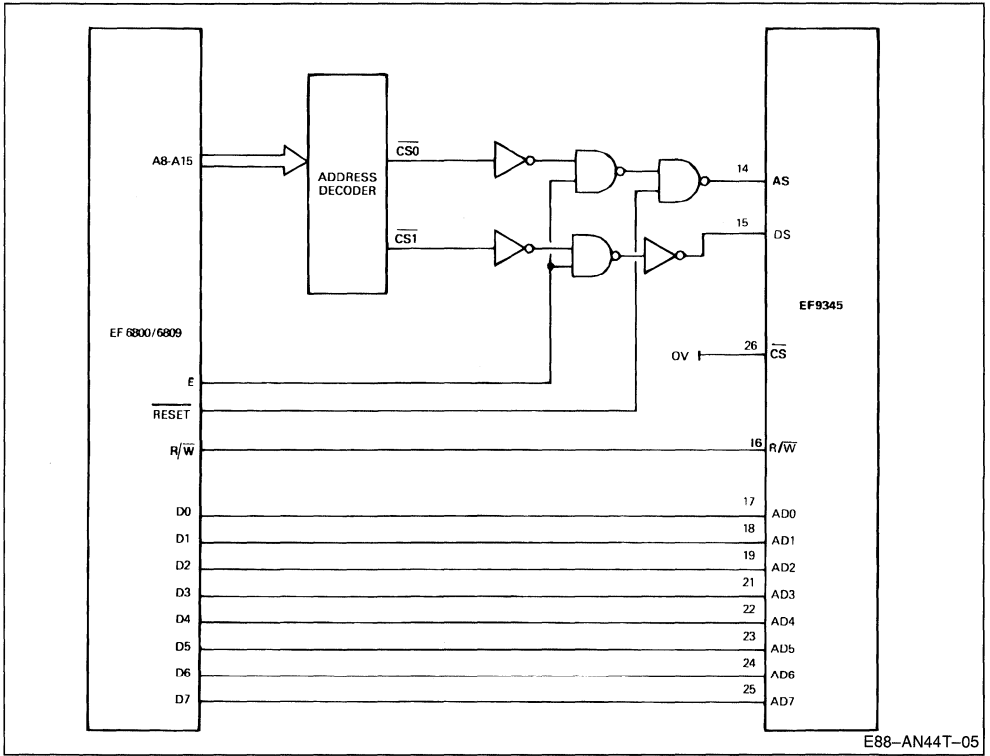 A8-A15
ADDRESS
DECODER
CS0
CS1
14
AS
15
DS
EF9345
EF 6800/6809
0V
26
CS
E
RESET
R/W
16
R/W
D0
17
AD0
D1
18
AD1
D2
19
AD2
D3
21
AD3
D4
22
AD4
D5
23
AD5
D6
24
AD6
D7
25
AD7
E88–AN44T–05